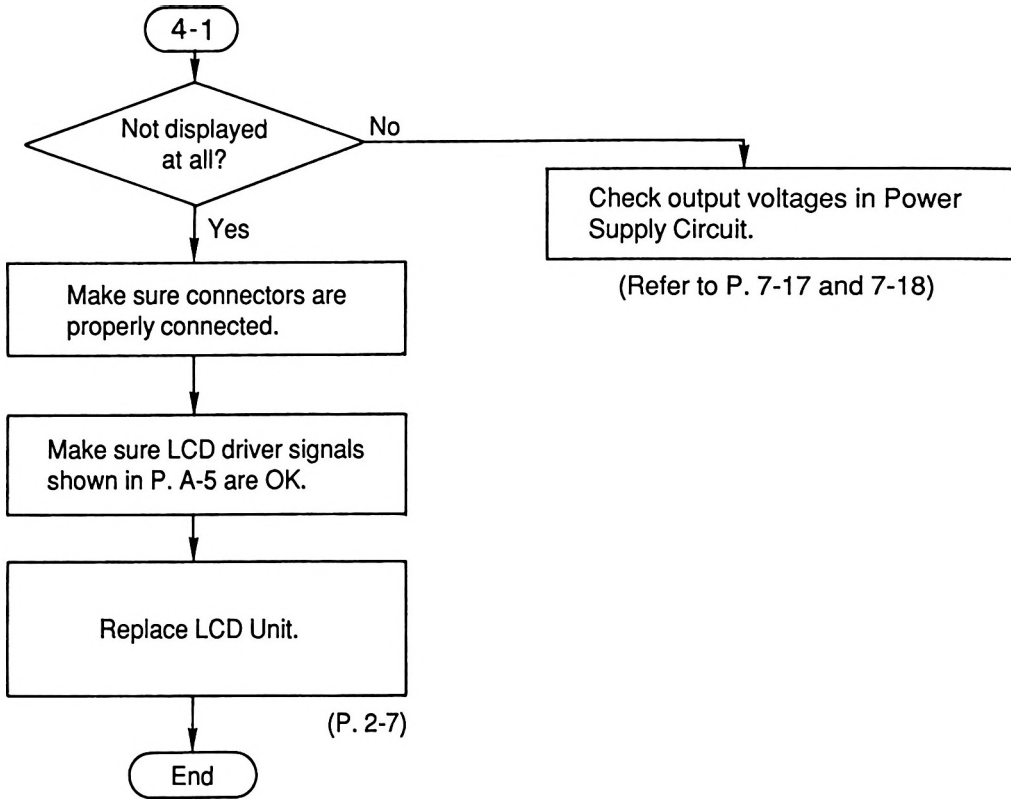 4-1
Not displayed
at all?
No
Check output voltages in Power
Supply Circuit.
(Refer to P. 7-17 and 7-18)
Yes
Make sure connectors are
properly connected.
Make sure LCD driver signals
shown in P. A-5 are OK.
Replace LCD Unit.
(P. 2-7)
End